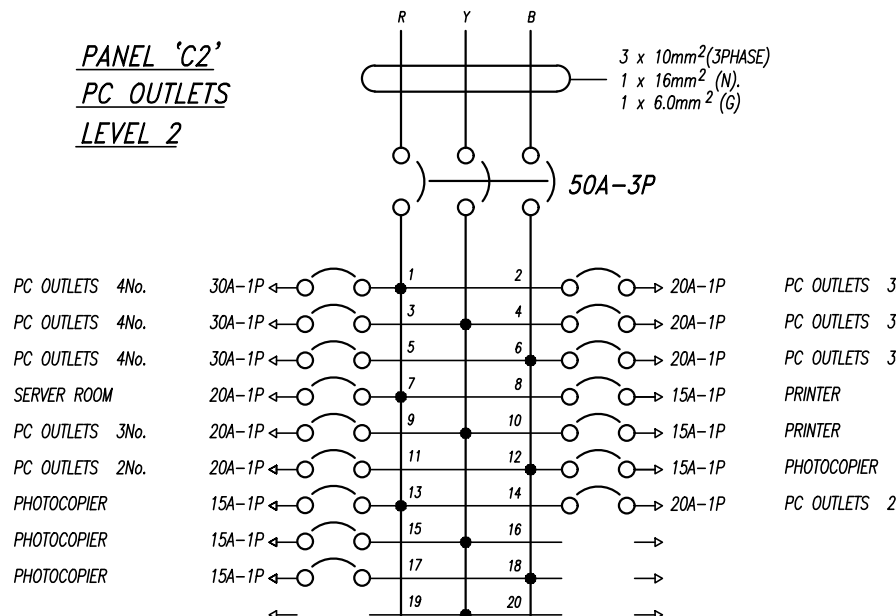 R Y B
PANEL 'C2'
PC OUTLETS
LEVEL 2
3 x 10mm²(3PHASE)
1 x 16mm² (N).
1 x 6.0mm² (G)
50A-3P
PC OUTLETS 4No. 30A-1P 1 2 20A-1P PC OUTLETS 3
PC OUTLETS 4No. 30A-1P 3 4 20A-1P PC OUTLETS 3
PC OUTLETS 4No. 30A-1P 5 6 20A-1P PC OUTLETS 3
SERVER ROOM 20A-1P 7 8 15A-1P PRINTER
PC OUTLETS 3No. 20A-1P 9 10 15A-1P PRINTER
PC OUTLETS 2No. 20A-1P 11 12 15A-1P PHOTOCOPIER
PHOTOCOPIER 15A-1P 13 14 20A-1P PC OUTLETS 2
PHOTOCOPIER 15A-1P 15 16
PHOTOCOPIER 15A-1P 17 18
19 20